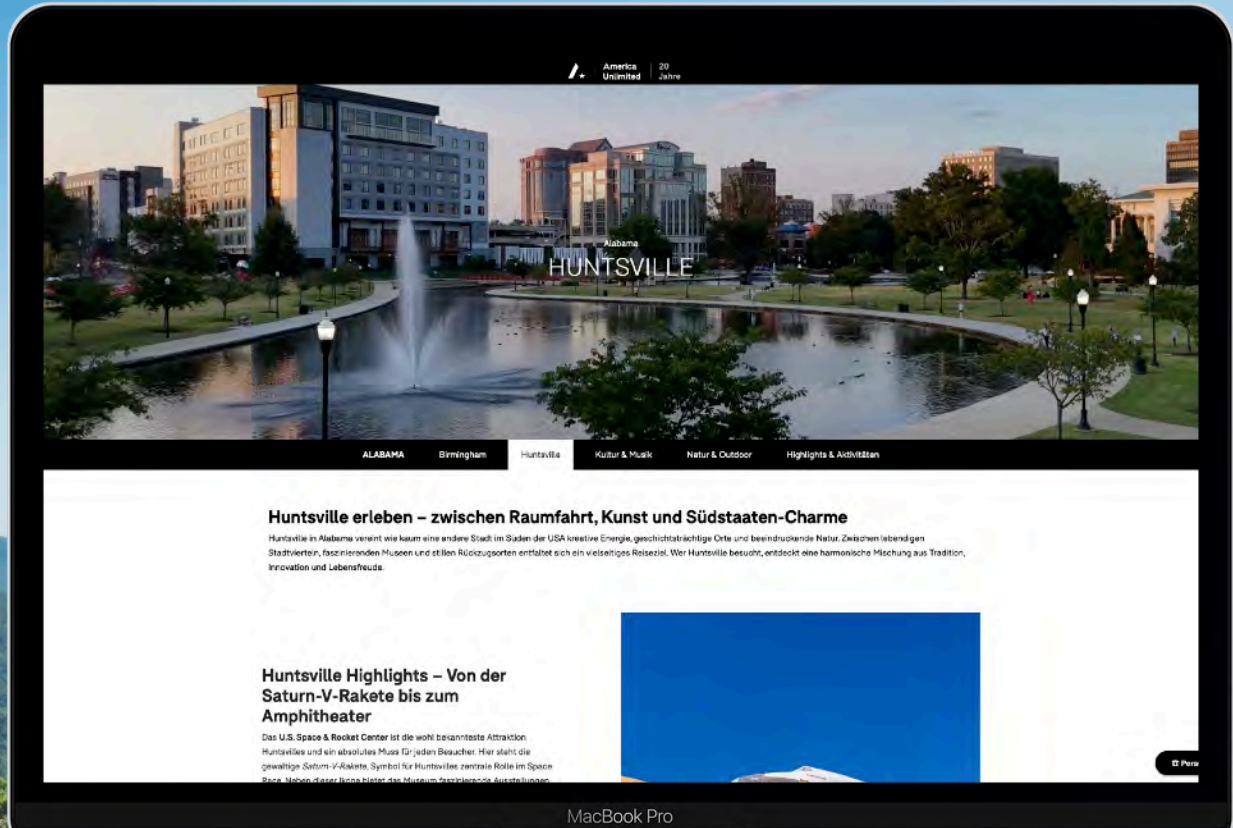 America
Unlimited
20
Jahre
Alabama
HUNTSVILLE
ALABAMA Birmingham Huntsville Kultur & Musik Natur & Outdoor Highlights & Aktivitäten
Huntsville erleben – zwischen Raumfahrt, Kunst und Südstaaten-Charme
Huntsville in Alabama vereint wie kaum eine andere Stadt im Süden der USA kreative Energie, geschichtsträchtige Orte und beeindruckende Natur. Zwischen lebendigen
Stadtvierteln, faszinierenden Museen und stillen Rückzugsorten entfaltet sich ein vielseitiges Reiseziel. Wer Huntsville besucht, entdeckt eine harmonische Mischung aus Tradition,
Innovation und Lebensfreude.
Huntsville Highlights – Von der
Saturn-V-Rakete bis zum
Amphitheater
Das U.S. Space & Rocket Center ist die wohl bekannteste Attraktion
Huntsvilles und ein absolutes Muss für jeden Besucher. Hier steht die
gewaltige Saturn-V-Rakete, Symbol für Huntsvilles zentrale Rolle im Space
Race. Neben dieser Ikone bietet das Museum faszinierende Ausstellungen
Pers
MacBook Pro